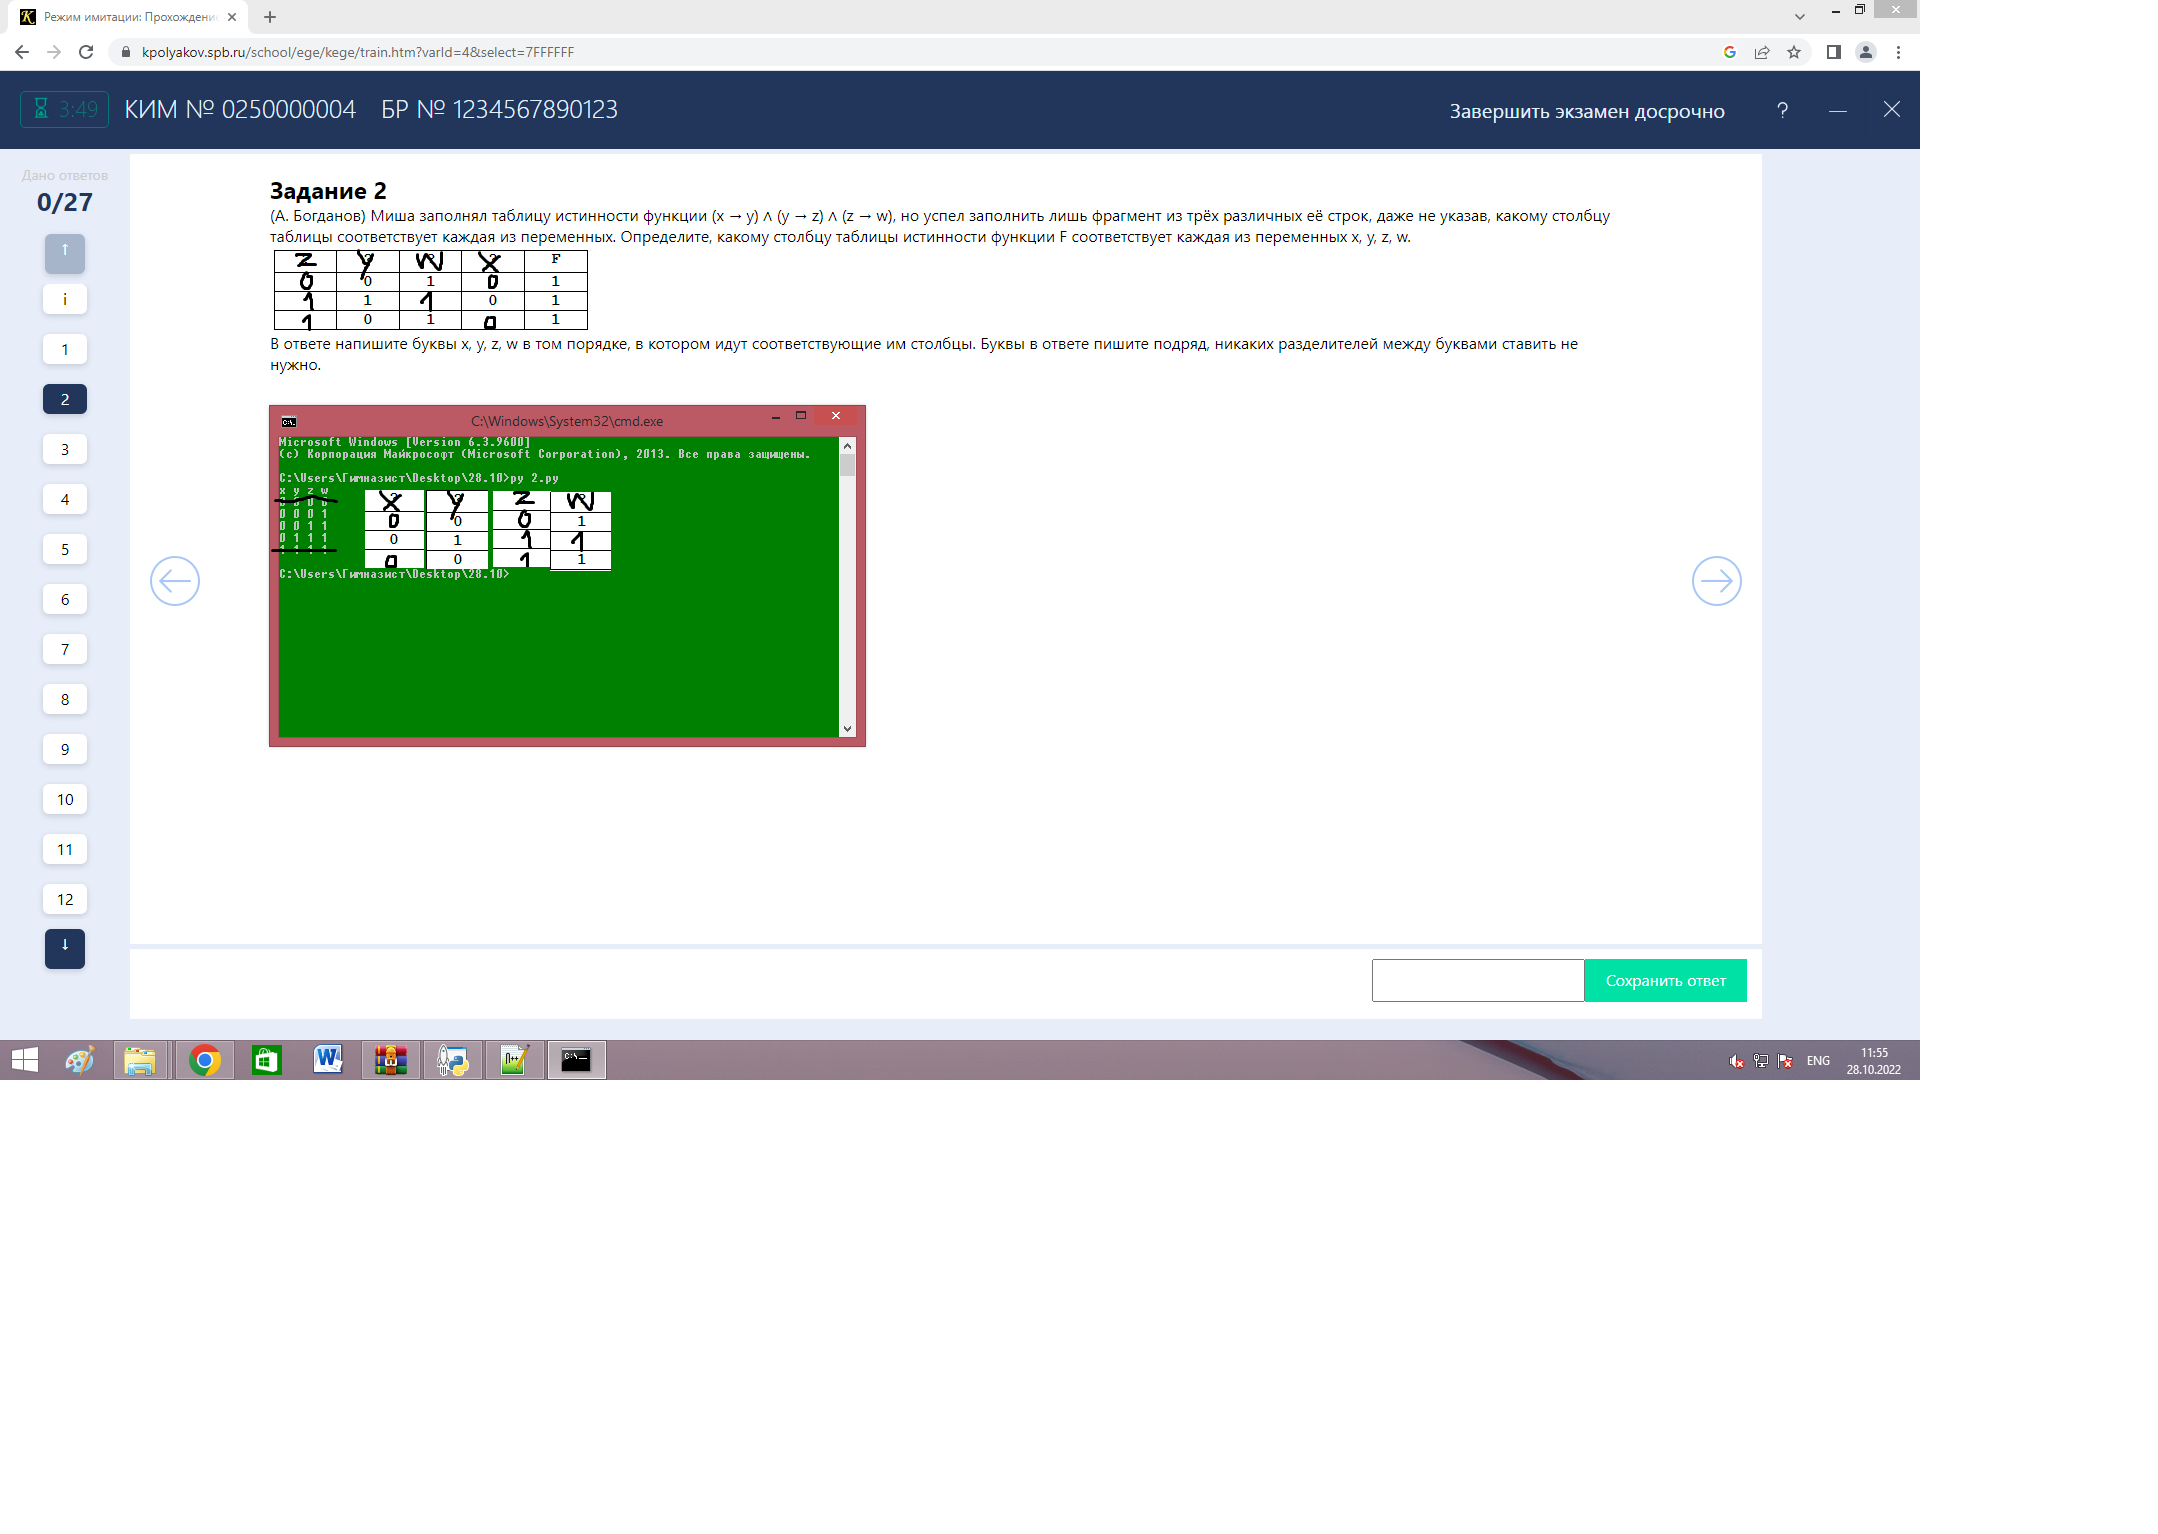 Режим имитации: Прохождени
kpolyakov.spb.ru/school/ege/kege/train.htm?varId=4&select=7FFFFFF
3:49 КИМ № 0250000004 БР № 1234567890123 Завершить экзамен досрочно ?
Дано ответов
0/27
i
1
2
3
4
5
6
7
8
9
10
11
12
Задание 2
(А. Богданов) Миша заполнял таблицу истинности функции (x → y) ∧ (y → z) ∧ (z → w), но успел заполнить лишь фрагмент из трёх различных её строк, даже не указав, какому столбцу
таблицы соответствует каждая из переменных. Определите, какому столбцу таблицы истинности функции F соответствует каждая из переменных x, y, z, w.
z y w x F
0 0 1 0 1
1 1 1 0 1
1 0 1 0 1
В ответе напишите буквы x, y, z, w в том порядке, в котором идут соответствующие им столбцы. Буквы в ответе пишите подряд, никаких разделителей между буквами ставить не
нужно.
C:\Windows\System32\cmd.exe
Microsoft Windows [Version 6.3.9600]
(c) Корпорация Майкрософт (Microsoft Corporation), 2013. Все права защищены.
C:\Users\Гимназист\Desktop\28.10>py 2.py
x y z w
0 0 0 0
0 0 0 1
0 0 1 1
0 1 1 1
1 1 1 1
x y z w
0 0 0 1
0 1 1 1
0 0 1 1
C:\Users\Гимназист\Desktop\28.10>
Сохранить ответ
ENG
11:55
28.10.2022